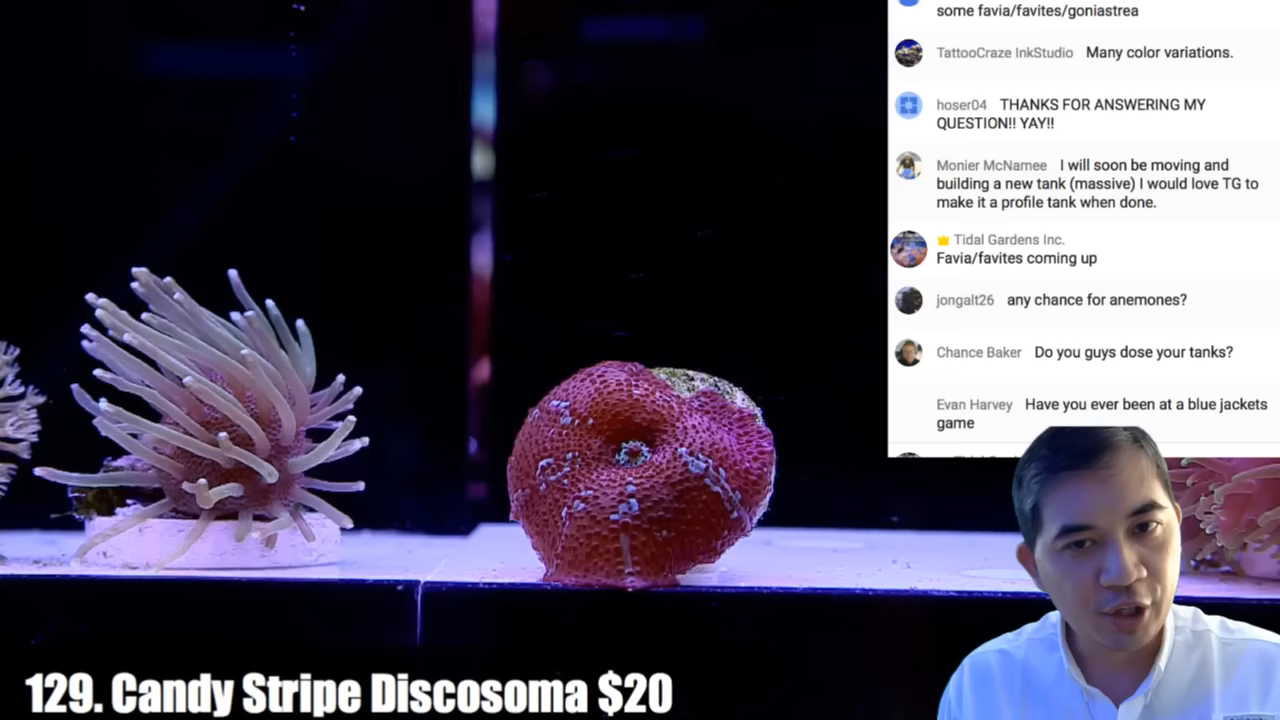 some favia/favites/goniastrea
TattooCraze InkStudio Many color variations.
hoser04 THANKS FOR ANSWERING MY
QUESTION!! YAY!!
Monier McNamee I will soon be moving and
building a new tank (massive) I would love TG to
make it a profile tank when done.
Tidal Gardens Inc.
Favia/favites coming up
jongalt26 any chance for anemones?
Chance Baker Do you guys dose your tanks?
Evan Harvey Have you ever been at a blue jackets
game
129. Candy Stripe Discosoma $20